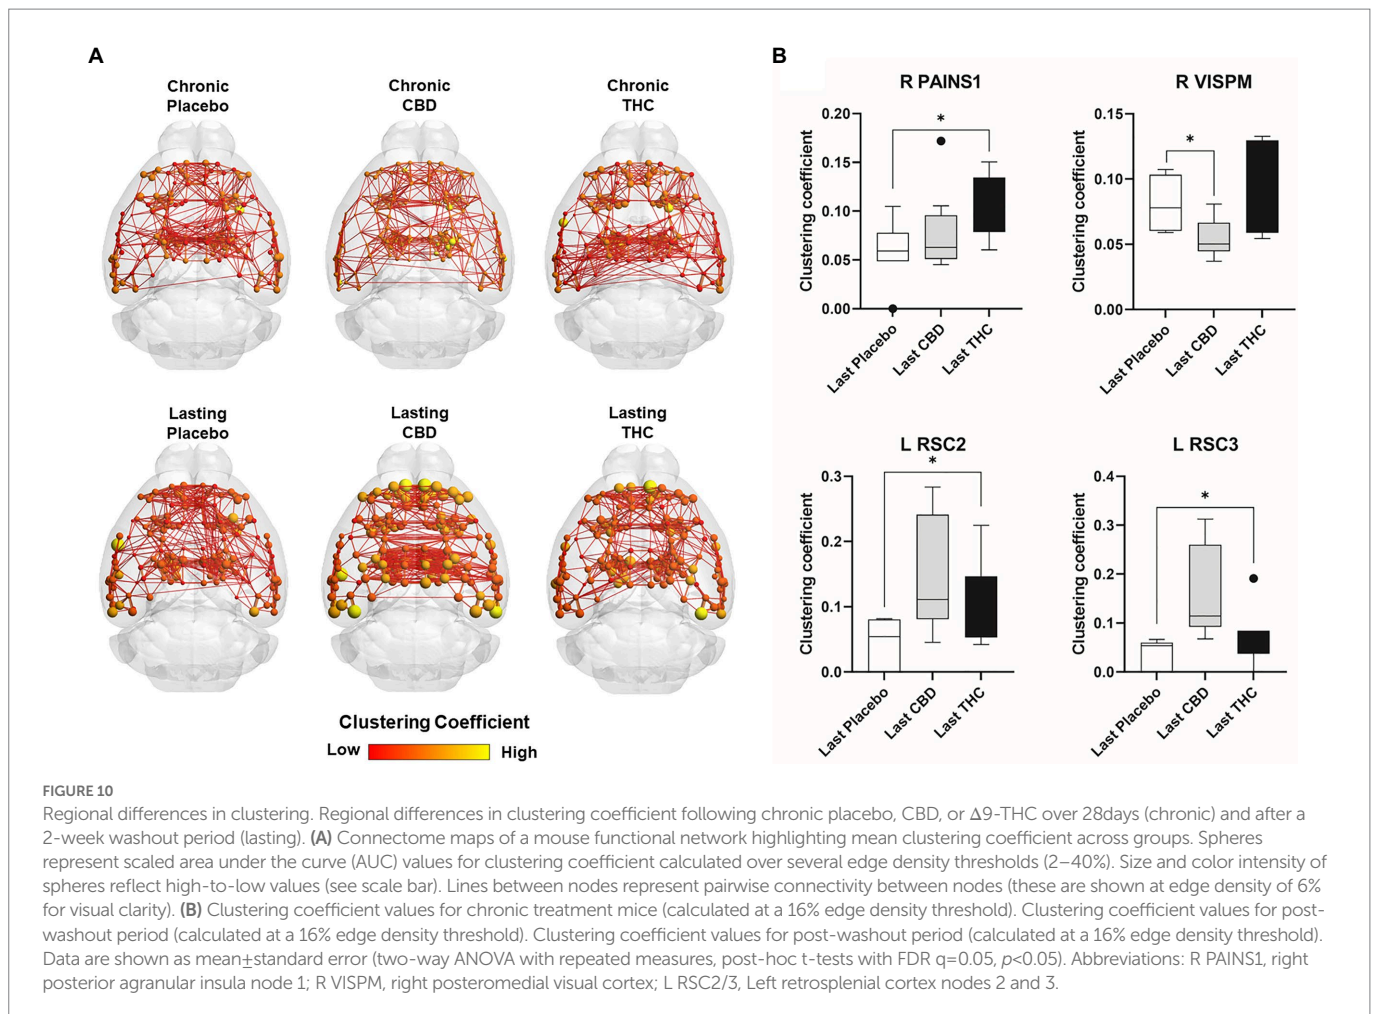 A
Chronic
Placebo
Chronic
CBD
Chronic
THC
Lasting
Placebo
Lasting
CBD
Lasting
THC
Clustering Coefficient
Low
High
B
R PAINS1
Clustering coefficient
0.20
0.15
0.10
0.05
0.00
*
Last Placebo
Last CBD
Last THC
R VISPM
Clustering coefficient
0.15
0.10
0.05
0.00
*
Last Placebo
Last CBD
Last THC
L RSC2
Clustering coefficient
0.3
0.2
0.1
0.0
*
Last Placebo
Last CBD
Last THC
L RSC3
Clustering coefficient
0.4
0.3
0.2
0.1
0.0
*
Last Placebo
Last CBD
Last THC
FIGURE 10
Regional differences in clustering. Regional differences in clustering coefficient following chronic placebo, CBD, or Δ9-THC over 28days (chronic) and after a
2-week washout period (lasting). (A) Connectome maps of a mouse functional network highlighting mean clustering coefficient across groups. Spheres
represent scaled area under the curve (AUC) values for clustering coefficient calculated over several edge density thresholds (2–40%). Size and color intensity of
spheres reflect high-to-low values (see scale bar). Lines between nodes represent pairwise connectivity between nodes (these are shown at edge density of 6%
for visual clarity). (B) Clustering coefficient values for chronic treatment mice (calculated at a 16% edge density threshold). Clustering coefficient values for post-
washout period (calculated at a 16% edge density threshold). Clustering coefficient values for post-washout period (calculated at a 16% edge density threshold).
Data are shown as mean±standard error (two-way ANOVA with repeated measures, post-hoc t-tests with FDR q=0.05, p<0.05). Abbreviations: R PAINS1, right
posterior agranular insula node 1; R VISPM, right posteromedial visual cortex; L RSC2/3, Left retrosplenial cortex nodes 2 and 3.